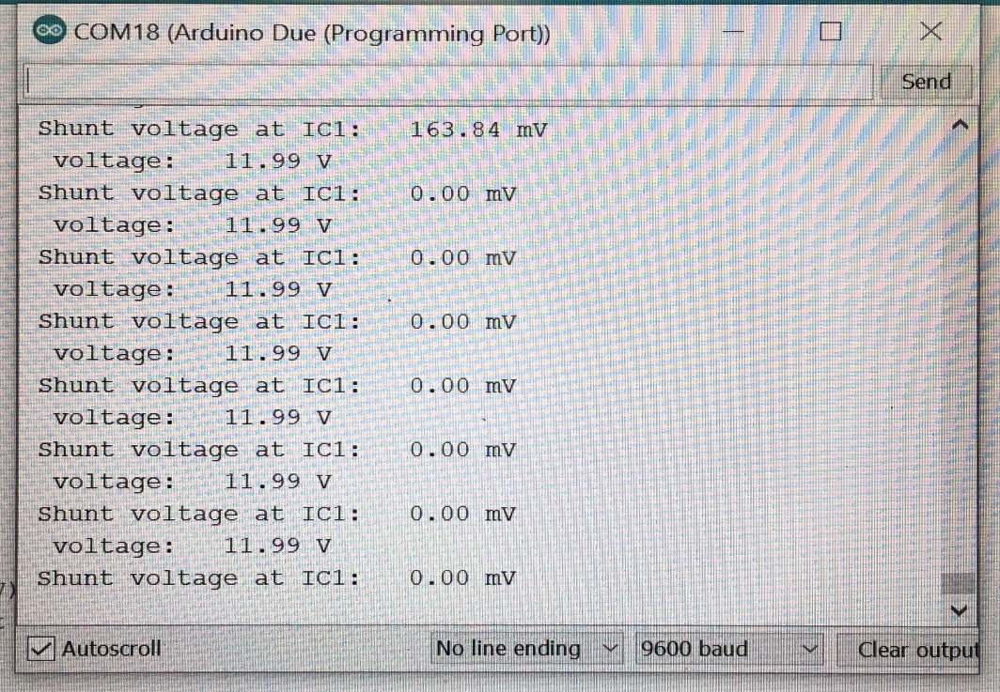 COM18 (Arduino Due (Programming Port))
Send
Shunt voltage at IC1: 163.84 mV
voltage: 11.99 V
Shunt voltage at IC1: 0.00 mV
voltage: 11.99 V
Shunt voltage at IC1: 0.00 mV
voltage: 11.99 V
Shunt voltage at IC1: 0.00 mV
voltage: 11.99 V
Shunt voltage at IC1: 0.00 mV
voltage: 11.99 V
Shunt voltage at IC1: 0.00 mV
voltage: 11.99 V
Shunt voltage at IC1: 0.00 mV
voltage: 11.99 V
Shunt voltage at IC1: 0.00 mV
Autoscroll No line ending 9600 baud Clear output